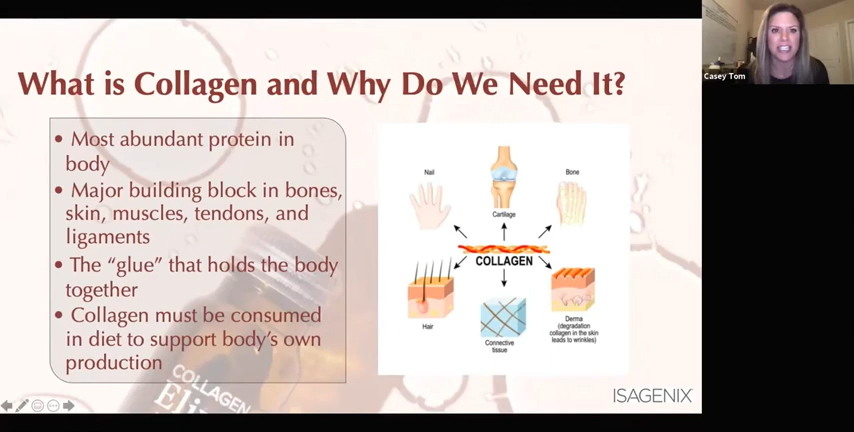 What is Collagen and Why Do We Need It?
Casey Tom
• Most abundant protein in
body
• Major building block in bones,
skin, muscles, tendons, and
ligaments
• The “glue” that holds the body
together
• Collagen must be consumed
in diet to support body’s own
production
Nail
Bone
Cartilage
COLLAGEN
Hair
Connective
tissue
Derma
(degradation
collagen in the skin
leads to wrinkles)
COLLAGEN
ISAGENIX